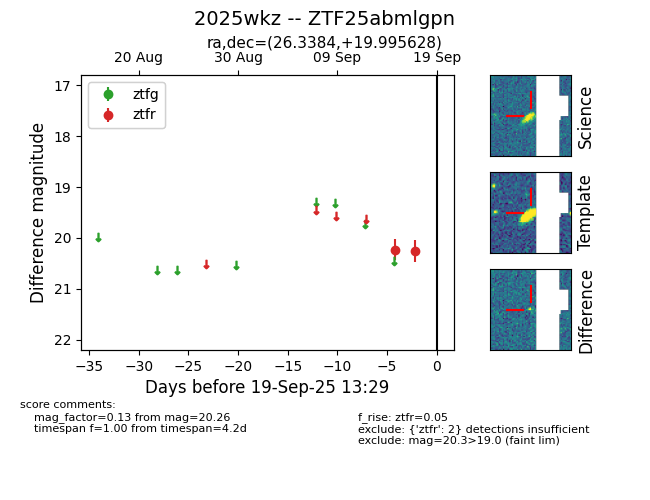 2025wkz -- ZTF25abmlgpn
ra,dec=(26.3384,+19.995628)
20 Aug 30 Aug 09 Sep 19 Sep
ztfg
ztfr
17
18
19
20
21
22
Difference magnitude
−35 −30 −25 −20 −15 −10 −5 0
Days before 19-Sep-25 13:29
Science
Template
Difference
score comments:
mag_factor=0.13 from mag=20.26
timespan f=1.00 from timespan=4.2d
f_rise: ztfr=0.05
exclude: {'ztfr': 2} detections insufficient
exclude: mag=20.3>19.0 (faint lim)